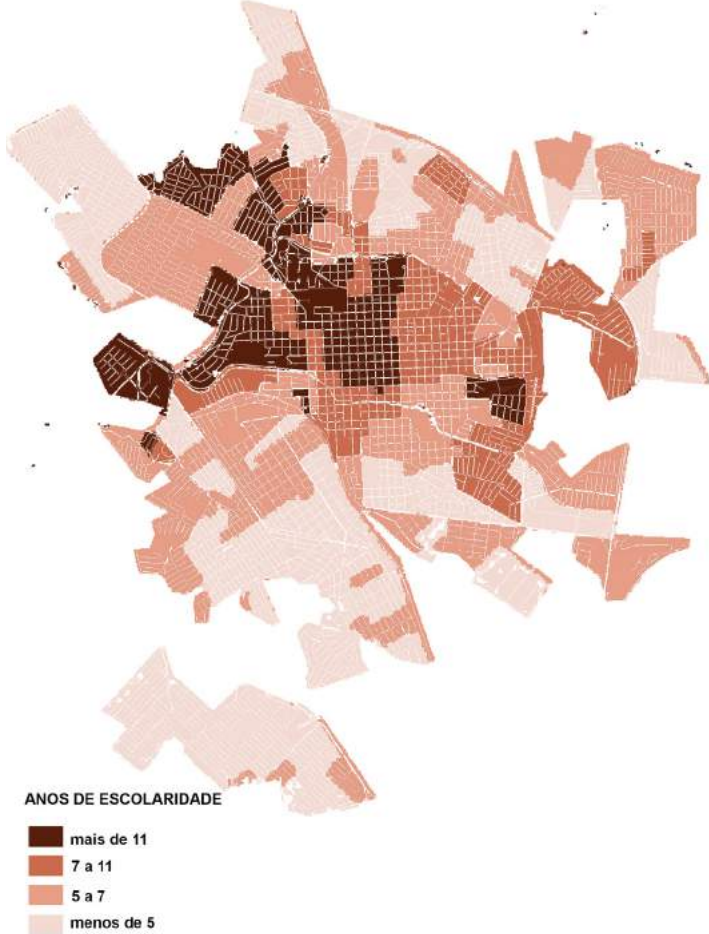 ANOS DE ESCOLARIDADE
mais de 11
7 a 11
5 a 7
menos de 5